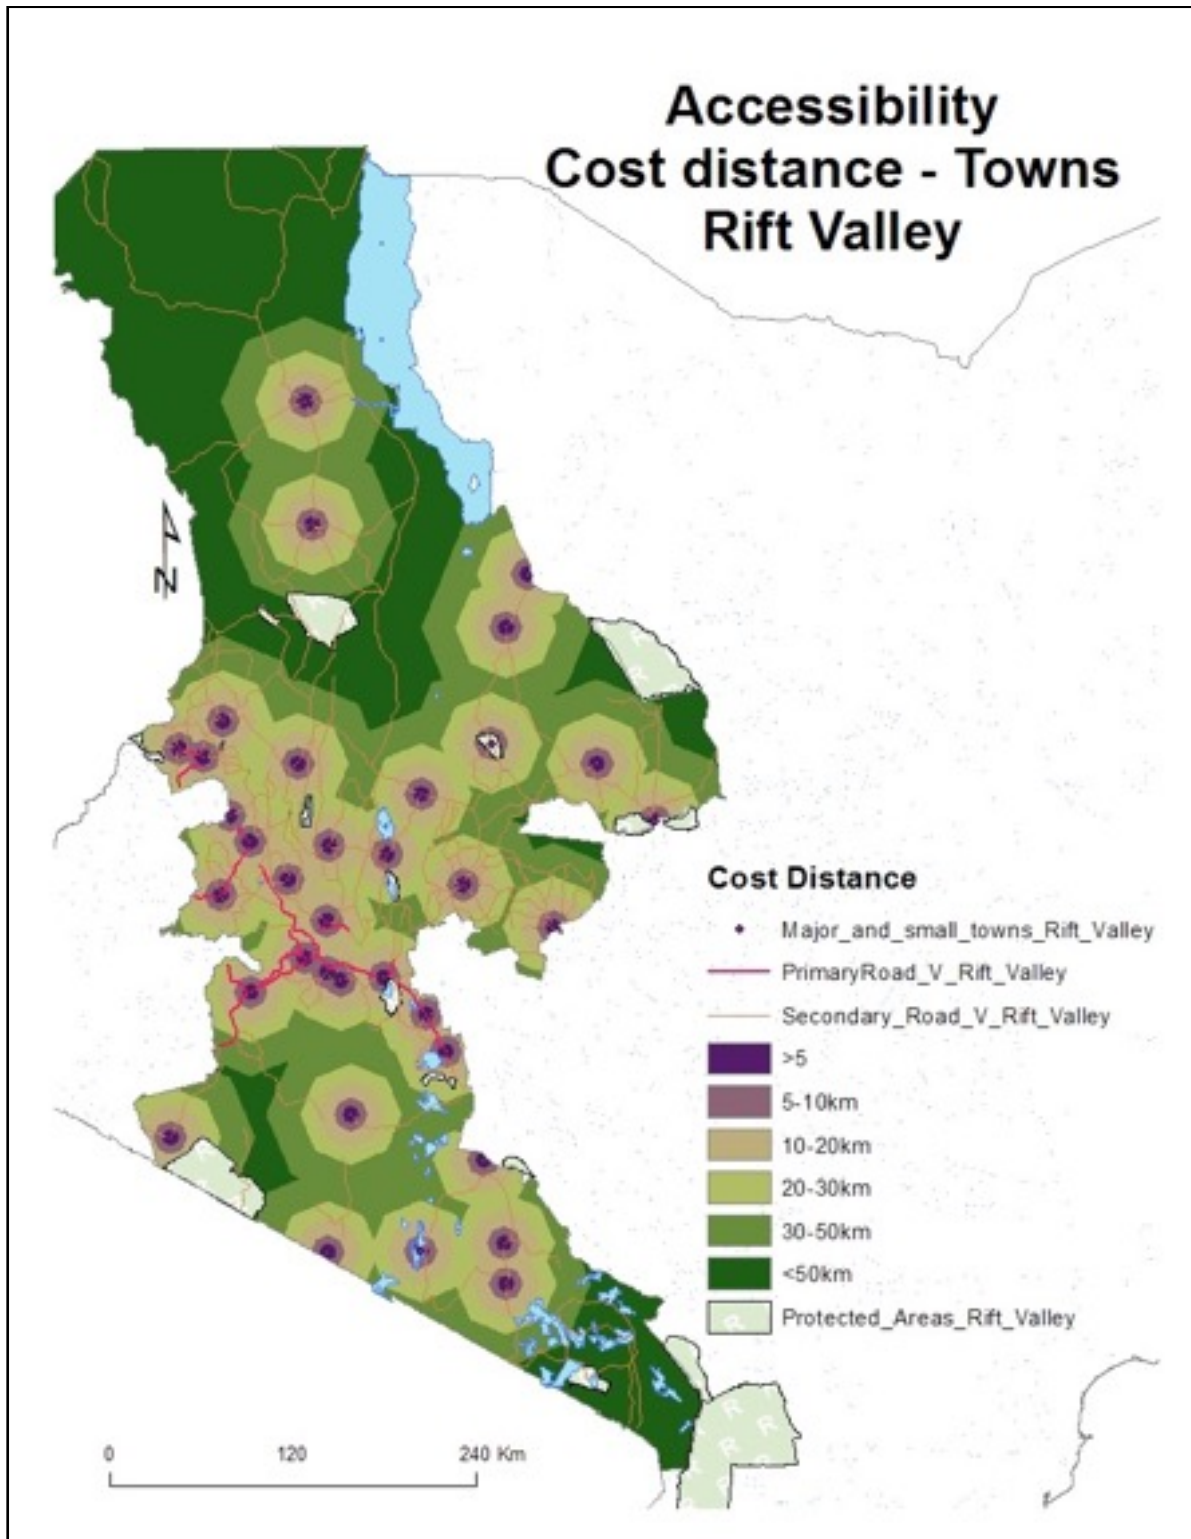 Accessibility
Cost distance - Towns
Rift Valley
N
Cost Distance
Major_and_small_towns_Rift_Valley
PrimaryRoad_V_Rift_Valley
Secondary_Road_V_Rift_Valley
>5
5-10km
10-20km
20-30km
30-50km
<50km
R Protected_Areas_Rift_Valley
0 120 240 Km
R
R
R
R
R
R